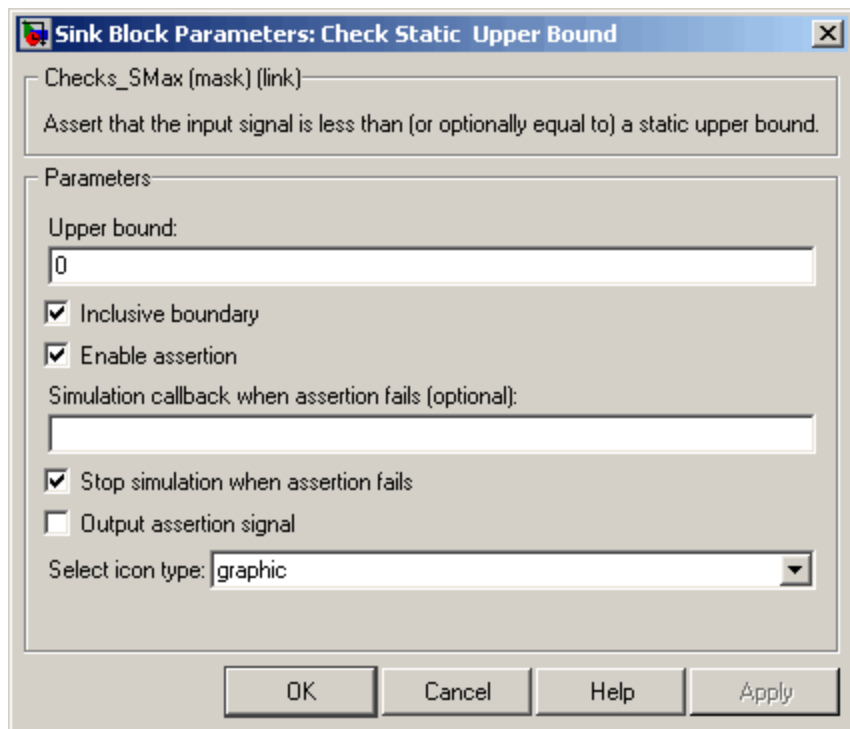 Sink Block Parameters: Check Static  Upper Bound
Checks_SMax (mask) (link)
Assert that the input signal is less than (or optionally equal to) a static upper bound.
Parameters
Upper bound:
0
Inclusive boundary
Enable assertion
Simulation callback when assertion fails (optional):
Stop simulation when assertion fails
Output assertion signal
Select icon type: graphic
OK Cancel Help Apply